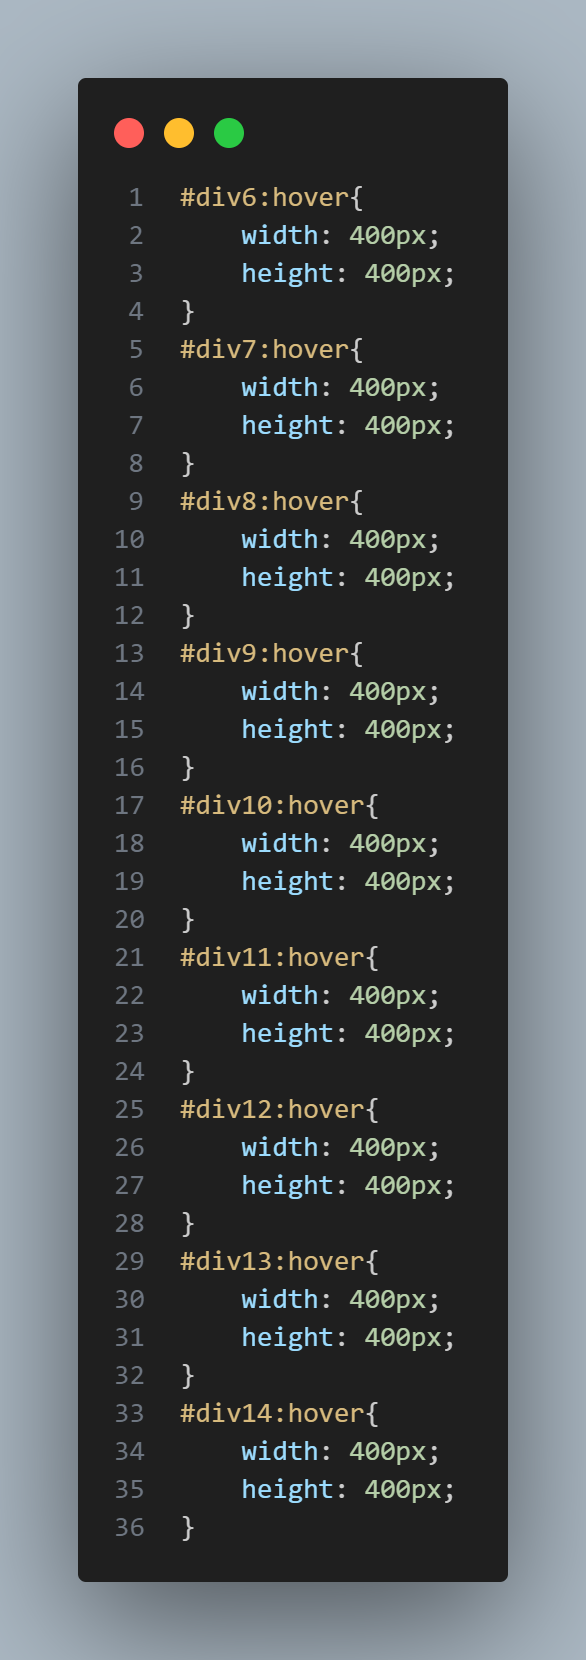 1 #div6:hover{
2     width: 400px;
3     height: 400px;
4 }
5 #div7:hover{
6     width: 400px;
7     height: 400px;
8 }
9 #div8:hover{
10     width: 400px;
11     height: 400px;
12 }
13 #div9:hover{
14     width: 400px;
15     height: 400px;
16 }
17 #div10:hover{
18     width: 400px;
19     height: 400px;
20 }
21 #div11:hover{
22     width: 400px;
23     height: 400px;
24 }
25 #div12:hover{
26     width: 400px;
27     height: 400px;
28 }
29 #div13:hover{
30     width: 400px;
31     height: 400px;
32 }
33 #div14:hover{
34     width: 400px;
35     height: 400px;
36 }